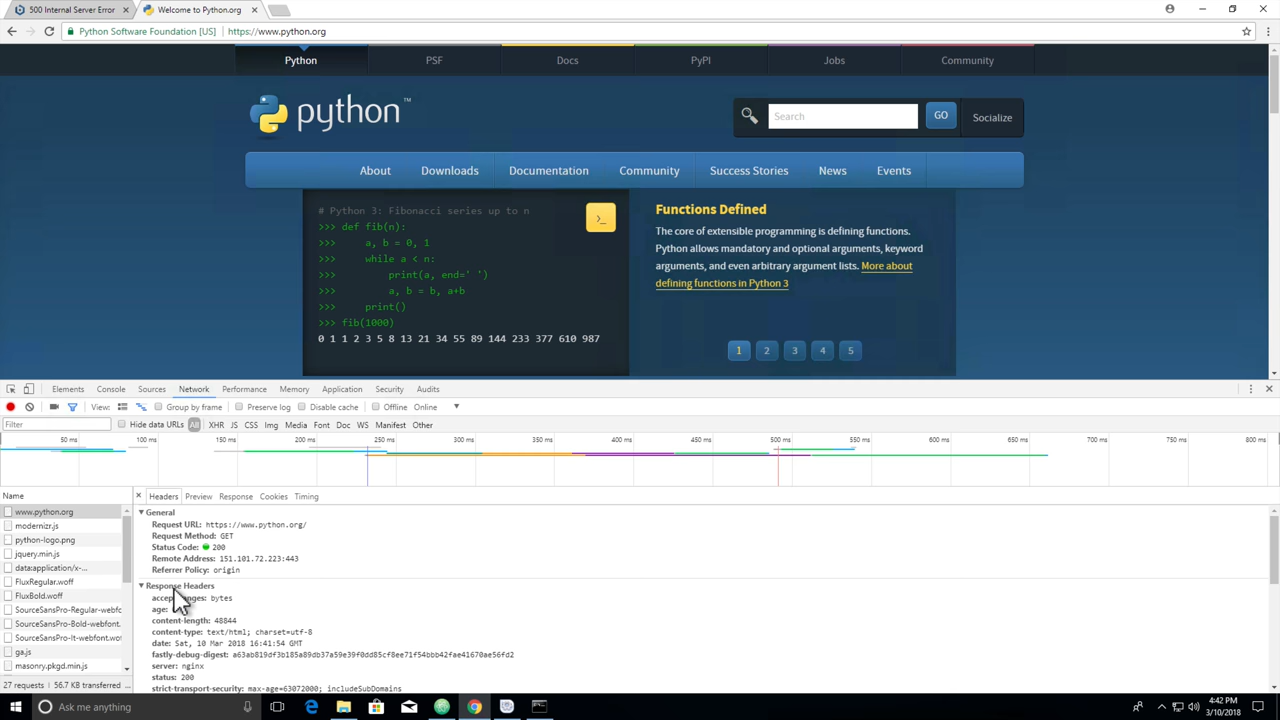 500 Internal Server Error
Welcome to Python.org
Python Software Foundation [US]
https://www.python.org
Python
PSF
Docs
PyPI
Jobs
Community
python™
Search
GO
Socialize
About
Downloads
Documentation
Community
Success Stories
News
Events
# Python 3: Fibonacci series up to n
>>> def fib(n):
>>>     a, b = 0, 1
>>>     while a < n:
>>>         print(a, end=' ')
>>>         a, b = b, a+b
>>>     print()
>>> fib(1000)
0 1 1 2 3 5 8 13 21 34 55 89 144 233 377 610 987
>_
Functions Defined
The core of extensible programming is defining functions.
Python allows mandatory and optional arguments, keyword
arguments, and even arbitrary argument lists. More about
defining functions in Python 3
1 2 3 4 5
Elements
Console
Sources
Network
Performance
Memory
Application
Security
Audits
View:
Group by frame
Preserve log
Disable cache
Offline
Online
Filter
Hide data URLs
All
XHR
JS
CSS
Img
Media
Font
Doc
WS
Manifest
Other
50 ms
100 ms
150 ms
200 ms
250 ms
300 ms
350 ms
400 ms
450 ms
500 ms
550 ms
600 ms
650 ms
700 ms
750 ms
800 ms
Name
www.python.org
modernizr.js
python-logo.png
jquery.min.js
data:application/x-...
FluxRegular.woff
FluxBold.woff
SourceSansPro-Regular-webfo
SourceSansPro-Bold-webfont.
SourceSansPro-It-webfont.wo
ga.js
masonry.pkgd.min.js
27 requests | 56.7 KB transferred
Headers
Preview
Response
Cookies
Timing
General
Request URL: https://www.python.org/
Request Method: GET
Status Code: 200
Remote Address: 151.101.72.223:443
Referrer Policy: origin
Response Headers
bytes
age:
content-length: 48844
content-type: text/html; charset=utf-8
date: Sat, 10 Mar 2018 16:41:54 GMT
fastly-debug-digest: a63ab819df3b185a89db37a59e39f0dd85cf8ee71f54bbb42fae41670ae56fd2
server: nginx
status: 200
strict-transport-security: max-age=63072000; includeSubDomains
Ask me anything
4:42 PM
3/10/2018